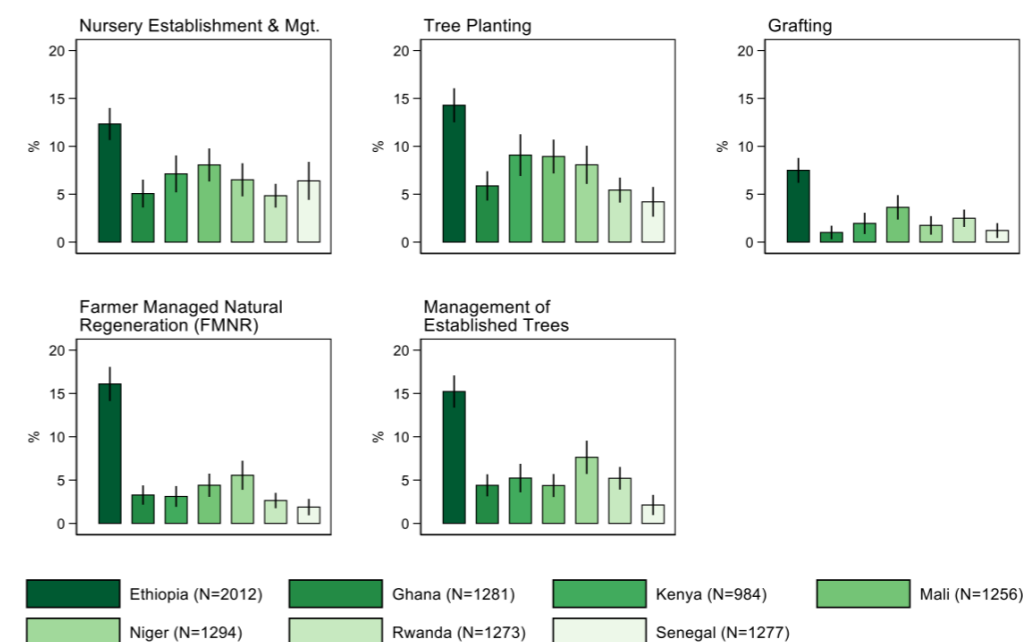 Nursery Establishment & Mgt.
Tree Planting
Grafting
20
15
10
5
0
%
20
15
10
5
0
%
20
15
10
5
0
%
Farmer Managed Natural
Regeneration (FMNR)
Management of
Established Trees
20
15
10
5
0
%
20
15
10
5
0
%
Ethiopia (N=2012)
Ghana (N=1281)
Kenya (N=984)
Mali (N=1256)
Niger (N=1294)
Rwanda (N=1273)
Senegal (N=1277)